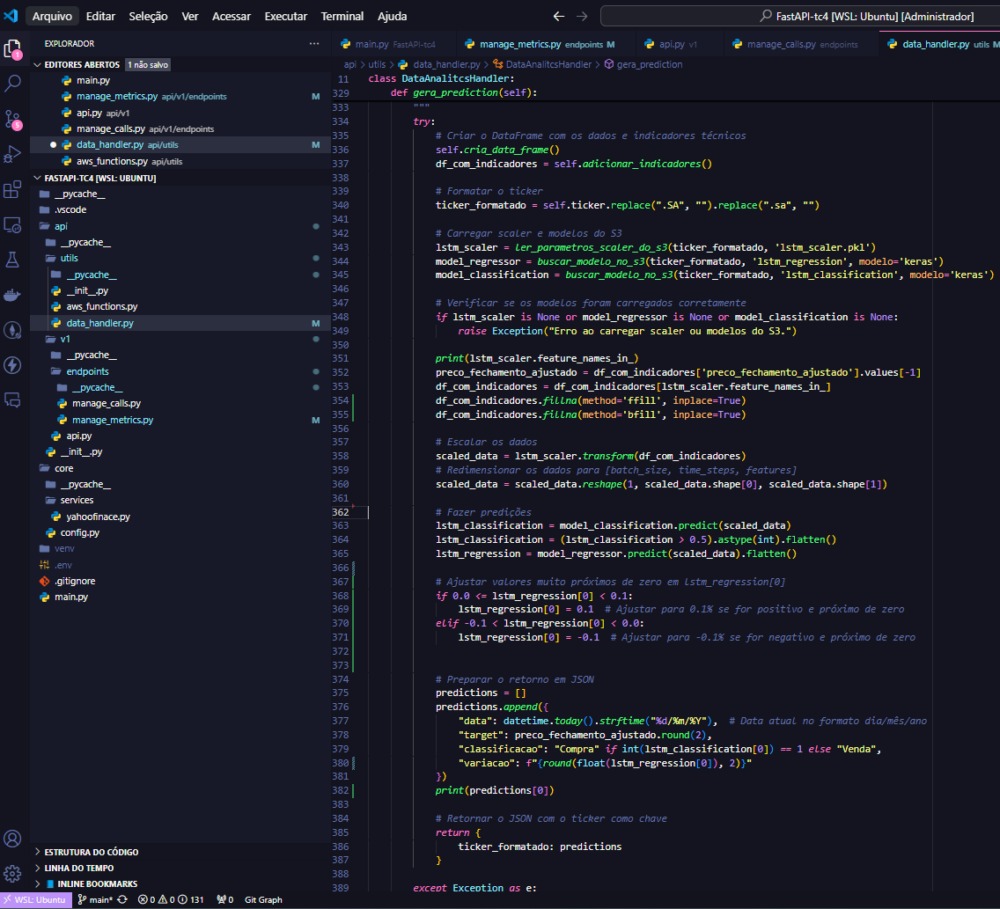 Arquivo Editar Seleção Ver Acessar Executar Terminal Ajuda
FastAPI-tc4 [WSL: Ubuntu] [Administrador]
EXPLORADOR
EDITORES ABERTOS 1 não salvo
main.py
manage_metrics.py api/v1/endpoints M
api.py api/v1
manage_calls.py api/v1/endpoints
data_handler.py api/utils M
aws_functions.py api/utils
FASTAPI-TC4 [WSL: UBUNTU]
__pycache__
.vscode
api
__pycache__
utils
__pycache__
__init__.py
aws_functions.py
data_handler.py M
v1
__pycache__
endpoints
__pycache__
manage_calls.py
manage_metrics.py M
api.py
__init__.py
core
__pycache__
services
yahoofinace.py
config.py
venv
.env
.gitignore
main.py
ESTRUTURA DO CÓDIGO
LINHA DO TEMPO
INLINE BOOKMARKS
main.py FastAPI-tc4 manage_metrics.py endpoints M api.py v1 manage_calls.py endpoints data_handler.py utils M
api > utils > data_handler.py > DataAnalitcsHandler > gera_prediction
11 class DataAnalitcsHandler:
329 def gera_prediction(self):
333 """
334 try:
335 # Criar o DataFrame com os dados e indicadores técnicos
336 self.cria_data_frame()
337 df_com_indicadores = self.adicionar_indicadores()
338
339 # Formatar o ticker
340 ticker_formatado = self.ticker.replace(".SA", "").replace(".sa", "")
341
342 # Carregar scaler e modelos do S3
343 lstm_scaler = ler_parametros_scaler_do_s3(ticker_formatado, 'lstm_scaler.pkl')
344 model_regressor = buscar_modelo_no_s3(ticker_formatado, 'lstm_regression', modelo='keras')
345 model_classification = buscar_modelo_no_s3(ticker_formatado, 'lstm_classification', modelo='keras')
346
347 # Verificar se os modelos foram carregados corretamente
348 if lstm_scaler is None or model_regressor is None or model_classification is None:
349 raise Exception("Erro ao carregar scaler ou modelos do S3.")
350
351 print(lstm_scaler.feature_names_in_)
352 preco_fechamento_ajustado = df_com_indicadores['preco_fechamento_ajustado'].values[-1]
353 df_com_indicadores = df_com_indicadores[lstm_scaler.feature_names_in_]
354 df_com_indicadores.fillna(method='ffill', inplace=True)
355 df_com_indicadores.fillna(method='bfill', inplace=True)
356
357 # Escalar os dados
358 scaled_data = lstm_scaler.transform(df_com_indicadores)
359 # Redimensionar os dados para [batch_size, time_steps, features]
360 scaled_data = scaled_data.reshape(1, scaled_data.shape[0], scaled_data.shape[1])
361
362 # Fazer predições
363 lstm_classification = model_classification.predict(scaled_data)
364 lstm_classification = (lstm_classification > 0.5).astype(int).flatten()
365 lstm_regression = model_regressor.predict(scaled_data).flatten()
366
367 # Ajustar valores muito próximos de zero em lstm_regression[0]
368 if 0.0 <= lstm_regression[0] < 0.1:
369 lstm_regression[0] = 0.1 # Ajustar para 0.1% se for positivo e próximo de zero
370 elif -0.1 < lstm_regression[0] < 0.0:
371 lstm_regression[0] = -0.1 # Ajustar para -0.1% se for negativo e próximo de zero
372
373
374 # Preparar o retorno em JSON
375 predictions = []
376 predictions.append({
377 "data": datetime.today().strftime("%d/%m/%Y"), # Data atual no formato dia/mês/ano
378 "target": preco_fechamento_ajustado.round(2),
379 "classificacao": "Compra" if int(lstm_classification[0]) == 1 else "Venda",
380 "variacao": f"{round(float(lstm_regression[0]), 2)}"
381 })
382 print(predictions[0])
383
384 # Retornar o JSON com o ticker como chave
385 return {
386 ticker_formatado: predictions
387 }
388
389 except Exception as e:
WSL: Ubuntu main* 0 0 131 0 Git Graph
1
5